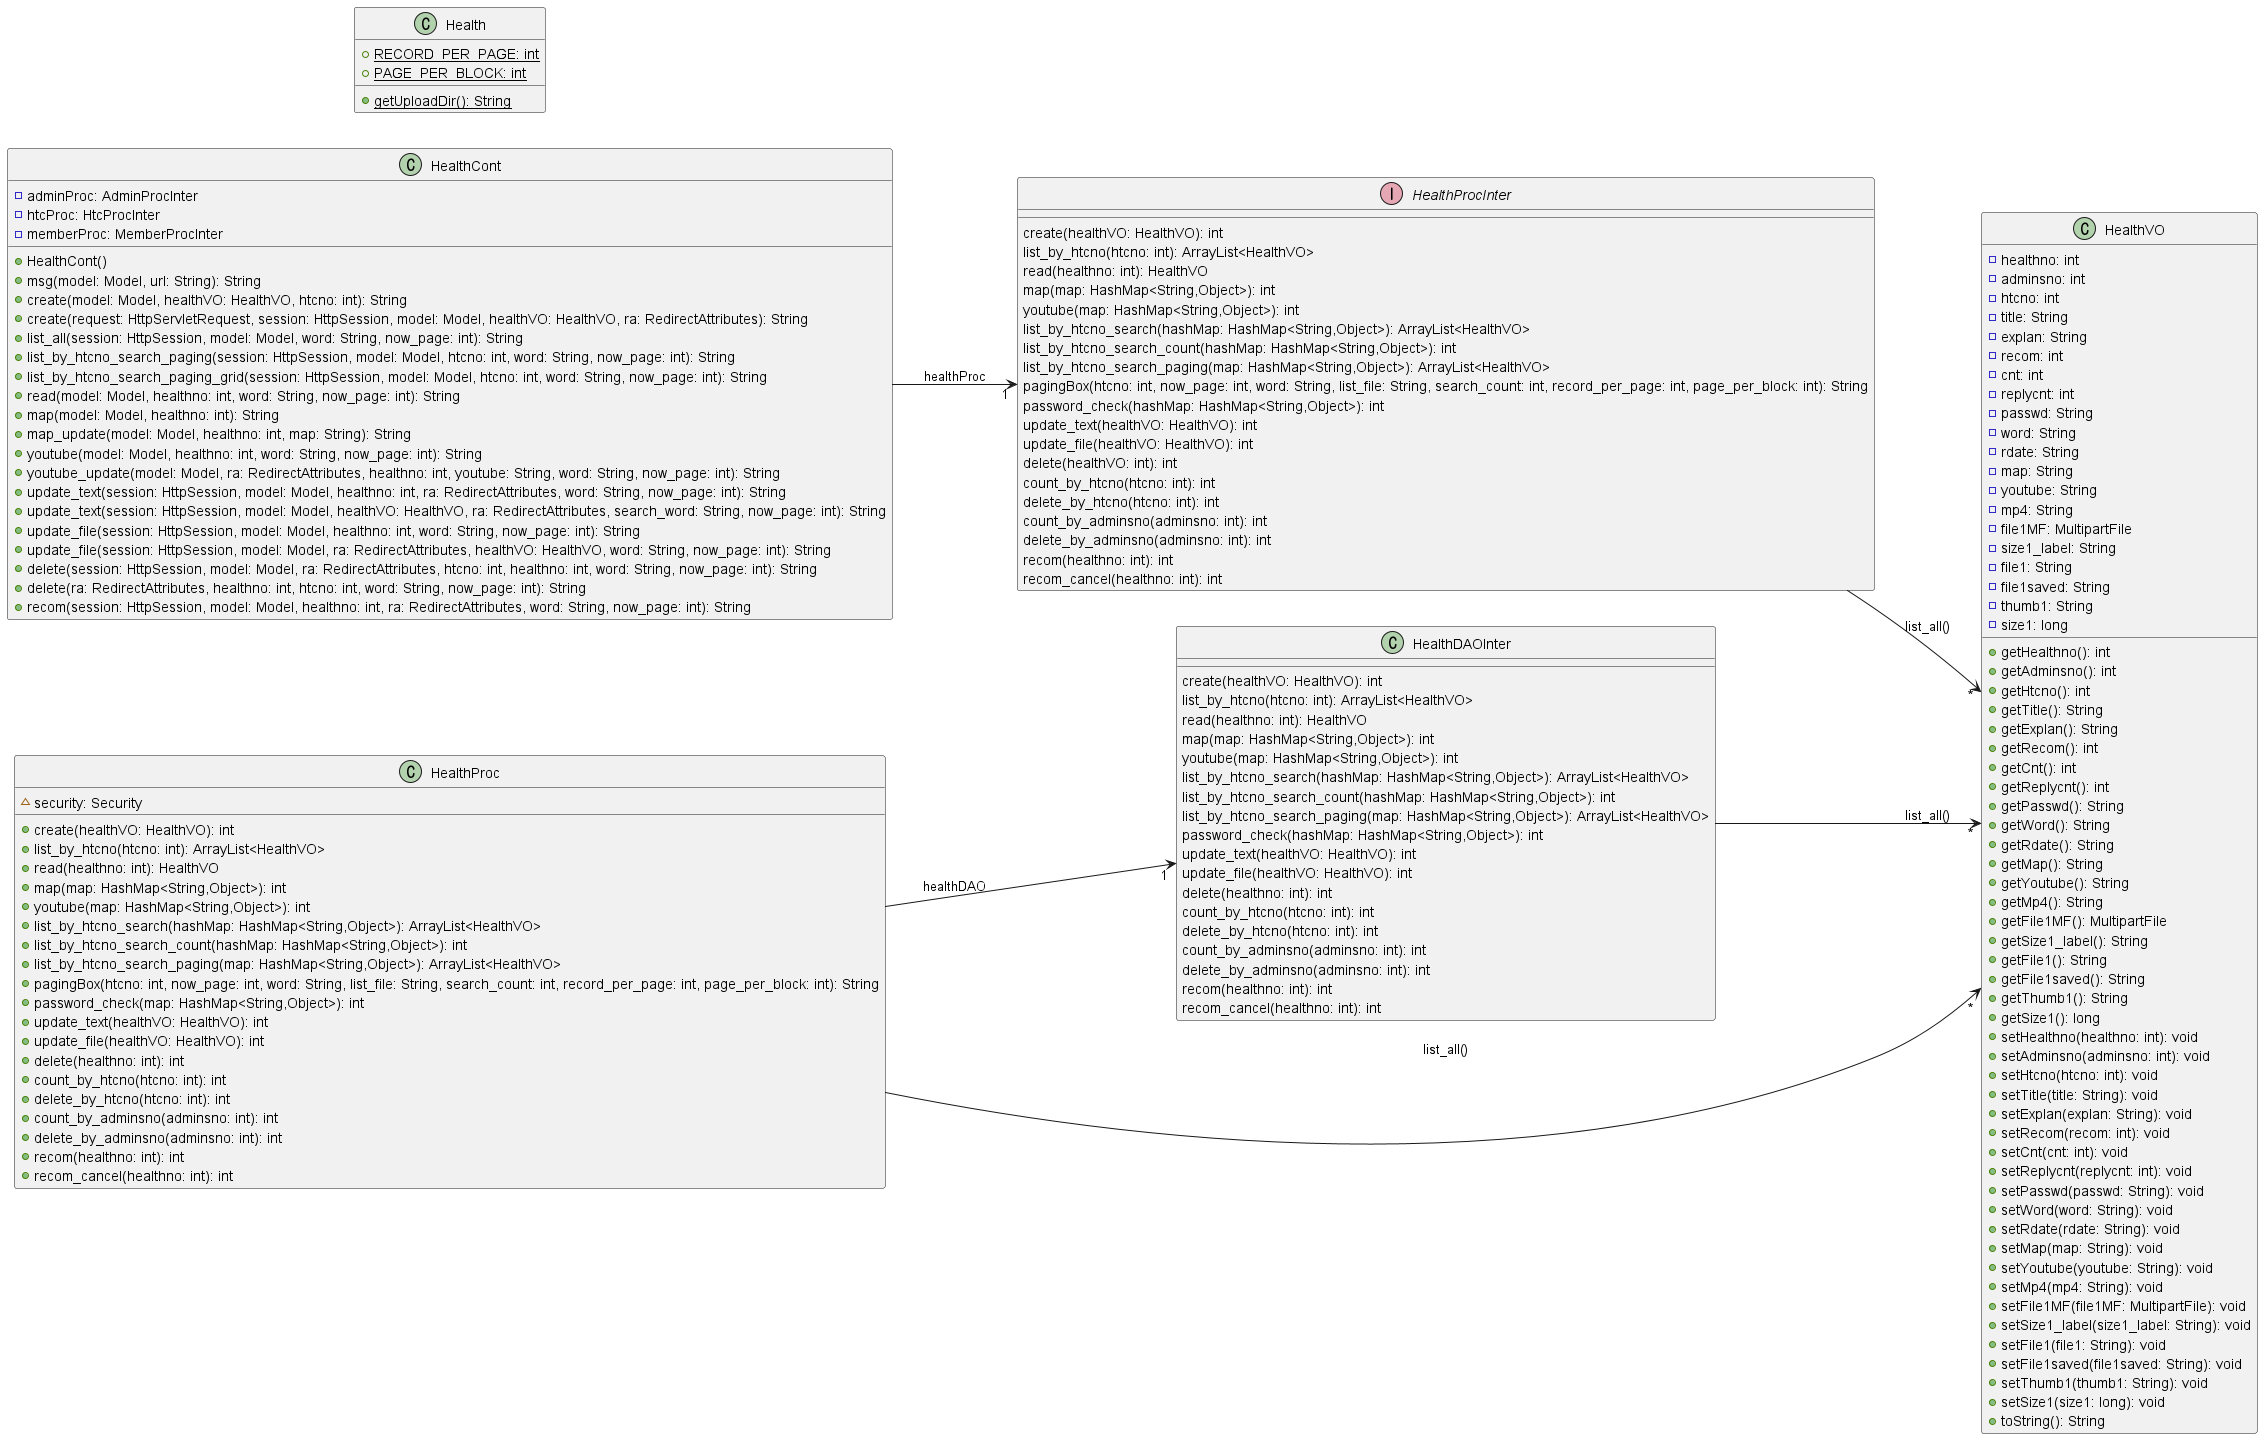 C Health
RECORD_PER_PAGE: int
PAGE_PER_BLOCK: int
getUploadDir(): String
C HealthCont
adminProc: AdminProcInter
htcProc: HtcProcInter
memberProc: MemberProcInter
HealthCont()
msg(model: Model, url: String): String
create(model: Model, healthVO: HealthVO, htcno: int): String
create(request: HttpServletRequest, session: HttpSession, model: Model, healthVO: HealthVO, ra: RedirectAttributes): String
list_all(session: HttpSession, model: Model, word: String, now_page: int): String
list_by_htcno_search_paging(session: HttpSession, model: Model, htcno: int, word: String, now_page: int): String
list_by_htcno_search_paging_grid(session: HttpSession, model: Model, htcno: int, word: String, now_page: int): String
read(model: Model, healthno: int, word: String, now_page: int): String
map(model: Model, healthno: int): String
map_update(model: Model, healthno: int, map: String): String
youtube(model: Model, healthno: int, word: String, now_page: int): String
youtube_update(model: Model, ra: RedirectAttributes, healthno: int, youtube: String, word: String, now_page: int): String
update_text(session: HttpSession, model: Model, healthno: int, ra: RedirectAttributes, word: String, now_page: int): String
update_text(session: HttpSession, model: Model, healthVO: HealthVO, ra: RedirectAttributes, search_word: String, now_page: int): String
update_file(session: HttpSession, model: Model, healthno: int, word: String, now_page: int): String
update_file(session: HttpSession, model: Model, ra: RedirectAttributes, healthVO: HealthVO, word: String, now_page: int): String
delete(session: HttpSession, model: Model, ra: RedirectAttributes, htcno: int, healthno: int, word: String, now_page: int): String
delete(ra: RedirectAttributes, healthno: int, htcno: int, word: String, now_page: int): String
recom(session: HttpSession, model: Model, healthno: int, ra: RedirectAttributes, word: String, now_page: int): String
healthProc
1
I HealthProcInter
create(healthVO: HealthVO): int
list_by_htcno(htcno: int): ArrayList<HealthVO>
read(healthno: int): HealthVO
map(map: HashMap<String,Object>): int
youtube(map: HashMap<String,Object>): int
list_by_htcno_search(hashMap: HashMap<String,Object>): ArrayList<HealthVO>
list_by_htcno_search_count(hashMap: HashMap<String,Object>): int
list_by_htcno_search_paging(map: HashMap<String,Object>): ArrayList<HealthVO>
pagingBox(htcno: int, now_page: int, word: String, list_file: String, search_count: int, record_per_page: int, page_per_block: int): String
password_check(hashMap: HashMap<String,Object>): int
update_text(healthVO: HealthVO): int
update_file(healthVO: HealthVO): int
delete(healthVO: int): int
count_by_htcno(htcno: int): int
delete_by_htcno(htcno: int): int
count_by_adminsno(adminsno: int): int
delete_by_adminsno(adminsno: int): int
recom(healthno: int): int
recom_cancel(healthno: int): int
list_all()
*
C HealthProc
security: Security
create(healthVO: HealthVO): int
list_by_htcno(htcno: int): ArrayList<HealthVO>
read(healthno: int): HealthVO
map(map: HashMap<String,Object>): int
youtube(map: HashMap<String,Object>): int
list_by_htcno_search(hashMap: HashMap<String,Object>): ArrayList<HealthVO>
list_by_htcno_search_count(hashMap: HashMap<String,Object>): int
list_by_htcno_search_paging(map: HashMap<String,Object>): ArrayList<HealthVO>
pagingBox(htcno: int, now_page: int, word: String, list_file: String, search_count: int, record_per_page: int, page_per_block: int): String
password_check(map: HashMap<String,Object>): int
update_text(healthVO: HealthVO): int
update_file(healthVO: HealthVO): int
delete(healthno: int): int
count_by_htcno(htcno: int): int
delete_by_htcno(htcno: int): int
count_by_adminsno(adminsno: int): int
delete_by_adminsno(adminsno: int): int
recom(healthno: int): int
recom_cancel(healthno: int): int
healthDAO
1
C HealthDAOInter
create(healthVO: HealthVO): int
list_by_htcno(htcno: int): ArrayList<HealthVO>
read(healthno: int): HealthVO
map(map: HashMap<String,Object>): int
youtube(map: HashMap<String,Object>): int
list_by_htcno_search(hashMap: HashMap<String,Object>): ArrayList<HealthVO>
list_by_htcno_search_count(hashMap: HashMap<String,Object>): int
list_by_htcno_search_paging(map: HashMap<String,Object>): ArrayList<HealthVO>
password_check(hashMap: HashMap<String,Object>): int
update_text(healthVO: HealthVO): int
update_file(healthVO: HealthVO): int
delete(healthno: int): int
count_by_htcno(htcno: int): int
delete_by_htcno(htcno: int): int
count_by_adminsno(adminsno: int): int
delete_by_adminsno(adminsno: int): int
recom(healthno: int): int
recom_cancel(healthno: int): int
list_all()
*
list_all()
*
C HealthVO
healthno: int
adminsno: int
htcno: int
title: String
explan: String
recom: int
cnt: int
replycnt: int
passwd: String
word: String
rdate: String
map: String
youtube: String
mp4: String
file1MF: MultipartFile
size1_label: String
file1: String
file1saved: String
thumb1: String
size1: long
getHealthno(): int
getAdminsno(): int
getHtcno(): int
getTitle(): String
getExplan(): String
getRecom(): int
getCnt(): int
getReplycnt(): int
getPasswd(): String
getWord(): String
getRdate(): String
getMap(): String
getYoutube(): String
getMp4(): String
getFile1MF(): MultipartFile
getSize1_label(): String
getFile1(): String
getFile1saved(): String
getThumb1(): String
getSize1(): long
setHealthno(healthno: int): void
setAdminsno(adminsno: int): void
setHtcno(htcno: int): void
setTitle(title: String): void
setExplan(explan: String): void
setRecom(recom: int): void
setCnt(cnt: int): void
setReplycnt(replycnt: int): void
setPasswd(passwd: String): void
setWord(word: String): void
setRdate(rdate: String): void
setMap(map: String): void
setYoutube(youtube: String): void
setMp4(mp4: String): void
setFile1MF(file1MF: MultipartFile): void
setSize1_label(size1_label: String): void
setFile1(file1: String): void
setFile1saved(file1saved: String): void
setThumb1(thumb1: String): void
setSize1(size1: long): void
toString(): String